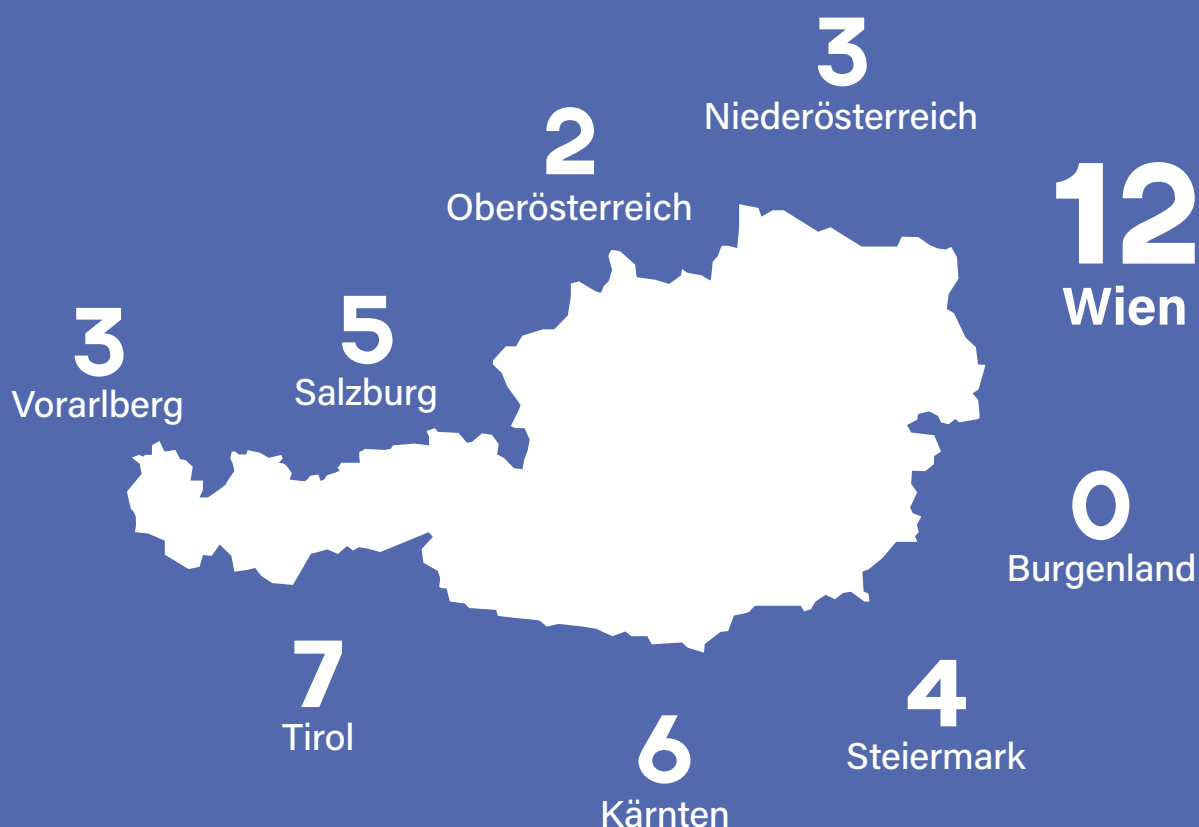 3
Niederösterreich
2
Oberösterreich
12
Wien
5
Salzburg
3
Vorarlberg
0
Burgenland
7
Tirol
4
Steiermark
6
Kärnten